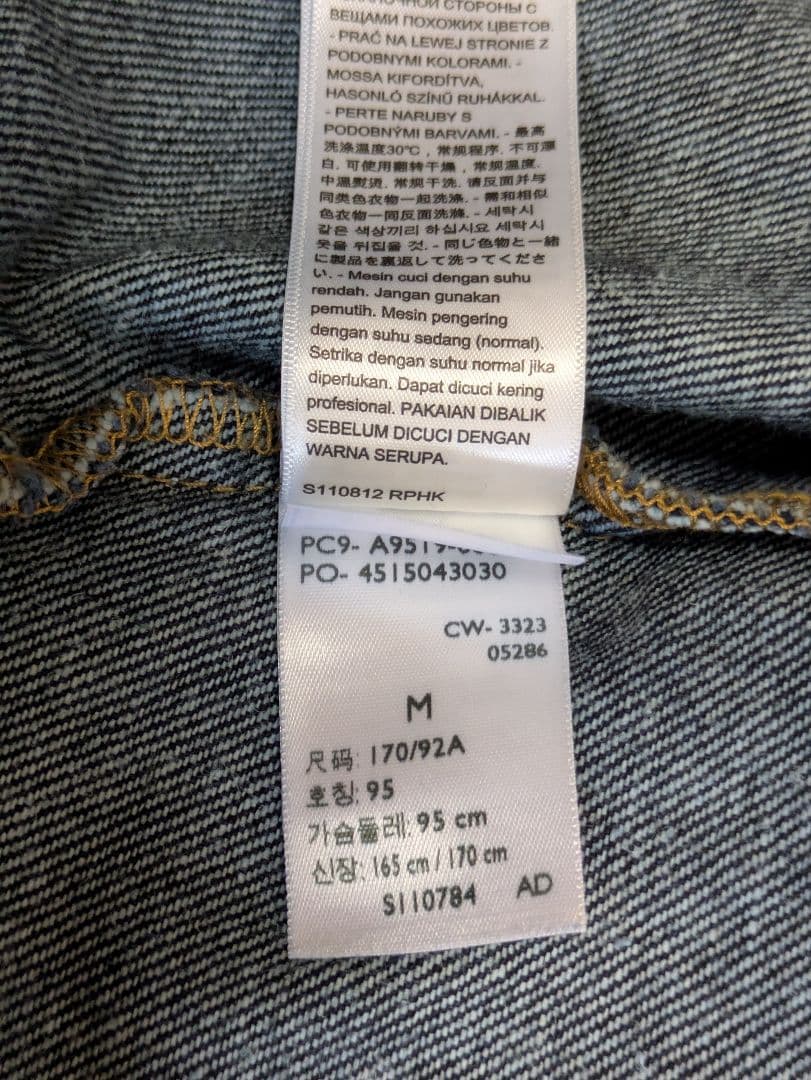 СТОРОНЫ С
ВЕЩАМИ ПОХОЖИХ ЦВЕТОВ.
- PRAĆ NA LEWEJ STRONIE Z
PODOBNYMI KOLORAMI. -
MOSSA KIFORDÍTVA,
HASONLÓ SZÍNŰ RUHÁKKAL.
- PERTE NARUBY S
PODOBNÝMI BARVAMI. - 最高
洗涤温度30℃，常规程序. 不可漂
白. 可使用翻转干燥，常规温度.
中温熨烫. 常规干洗. 请反面并与
同类色衣物一起洗涤. - 需和相似
色衣物一同反面洗滌. - 세탁시
같은 색상끼리 하십시요 세탁시
옷을 뒤집을 것. - 同じ色物と一緒
に製品を裏返して洗ってくださ
い. - Mesin cuci dengan suhu
rendah. Jangan gunakan
pemutih. Mesin pengering
dengan suhu sedang (normal).
Setrika dengan suhu normal jika
diperlukan. Dapat dicuci kering
profesional. PAKAIAN DIBALIK
SEBELUM DICUCI DENGAN
WARNA SERUPA.
S110812 RPHK
PC9-
PO- 4515043030
CW- 3323
05286
M
尺码: 170/92A
호칭: 95
가슴둘레: 95 cm
신장: 165 cm / 170 cm
S110784 AD